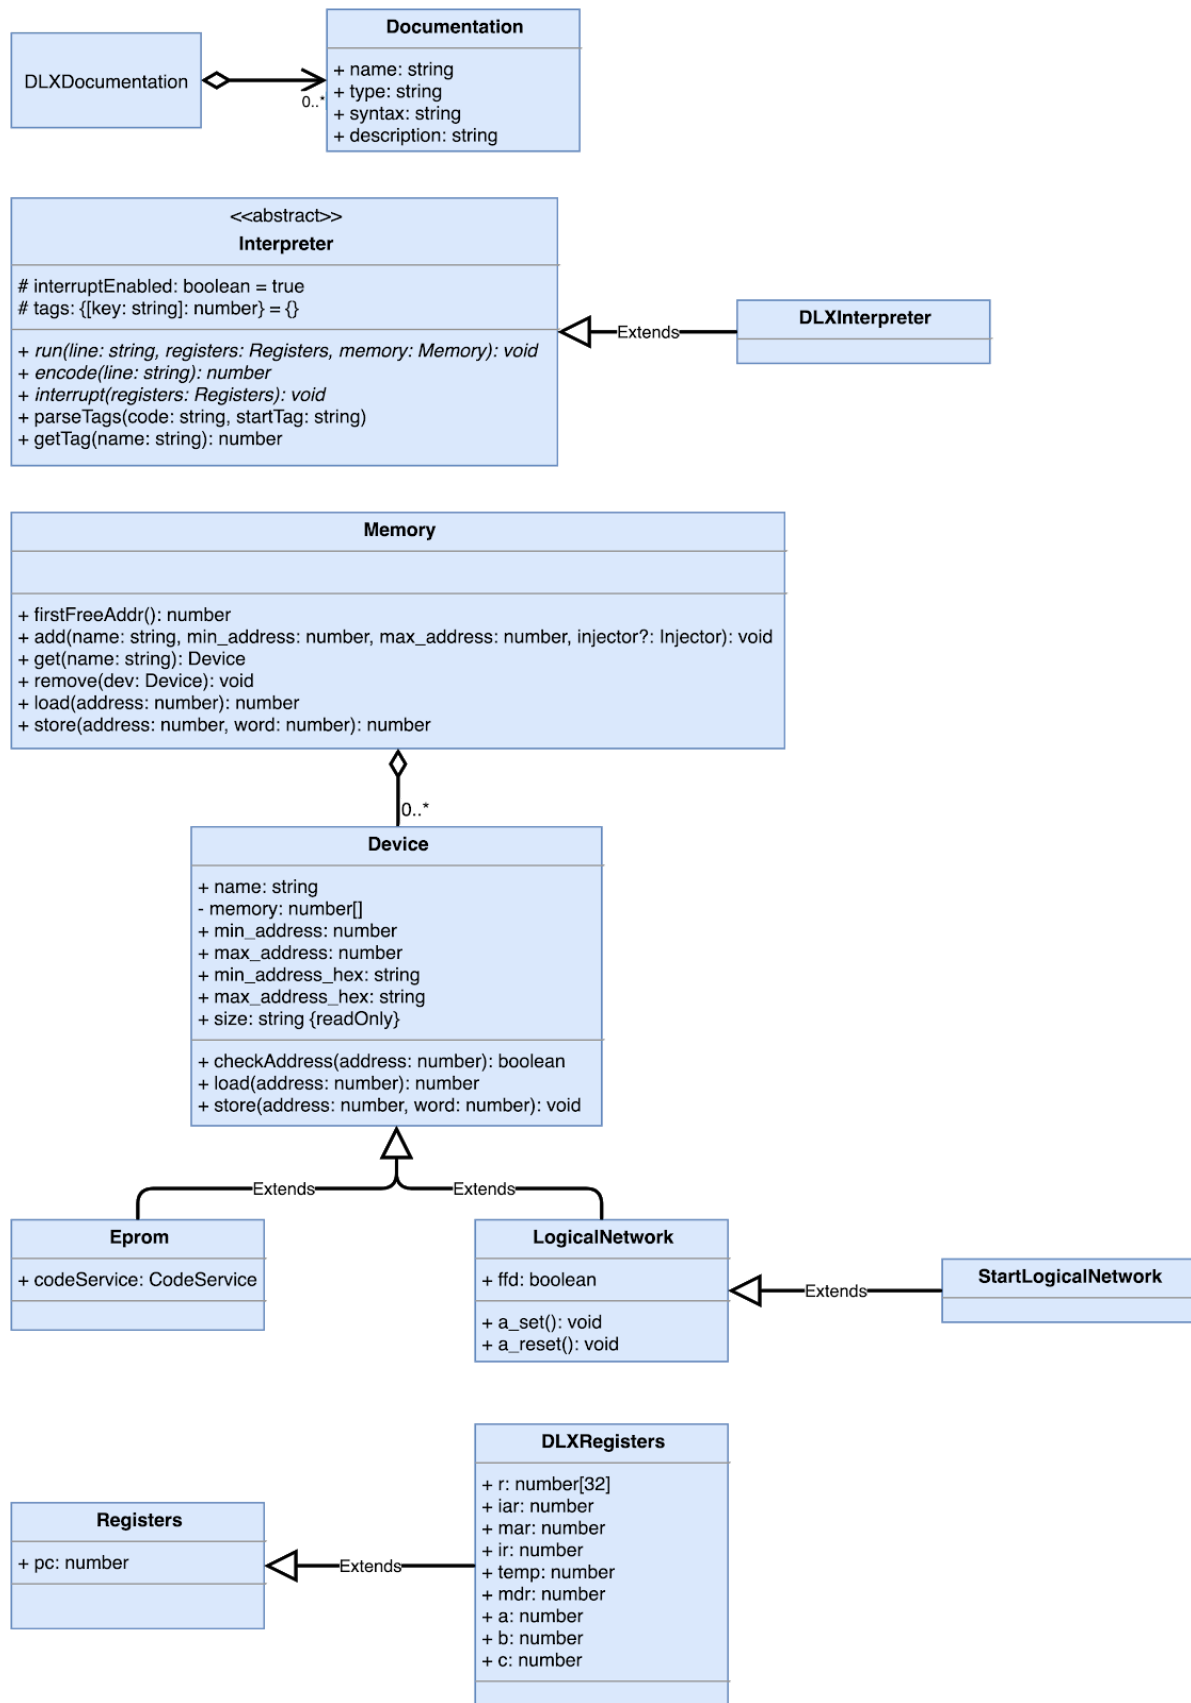 DLXDocumentation
0..*
Documentation
+ name: string
+ type: string
+ syntax: string
+ description: string
<<abstract>>
Interpreter
# interruptEnabled: boolean = true
# tags: {[key: string]: number} = {}
+ run(line: string, registers: Registers, memory: Memory): void
+ encode(line: string): number
+ interrupt(registers: Registers): void
+ parseTags(code: string, startTag: string)
+ getTag(name: string): number
Extends
DLXInterpreter
Memory
+ firstFreeAddr(): number
+ add(name: string, min_address: number, max_address: number, injector?: Injector): void
+ get(name: string): Device
+ remove(dev: Device): void
+ load(address: number): number
+ store(address: number, word: number): number
0..*
Device
+ name: string
- memory: number[]
+ min_address: number
+ max_address: number
+ min_address_hex: string
+ max_address_hex: string
+ size: string {readOnly}
+ checkAddress(address: number): boolean
+ load(address: number): number
+ store(address: number, word: number): void
Extends
Extends
Eprom
+ codeService: CodeService
LogicalNetwork
+ ffd: boolean
+ a_set(): void
+ a_reset(): void
Extends
StartLogicalNetwork
Registers
+ pc: number
Extends
DLXRegisters
+ r: number[32]
+ iar: number
+ mar: number
+ ir: number
+ temp: number
+ mdr: number
+ a: number
+ b: number
+ c: number